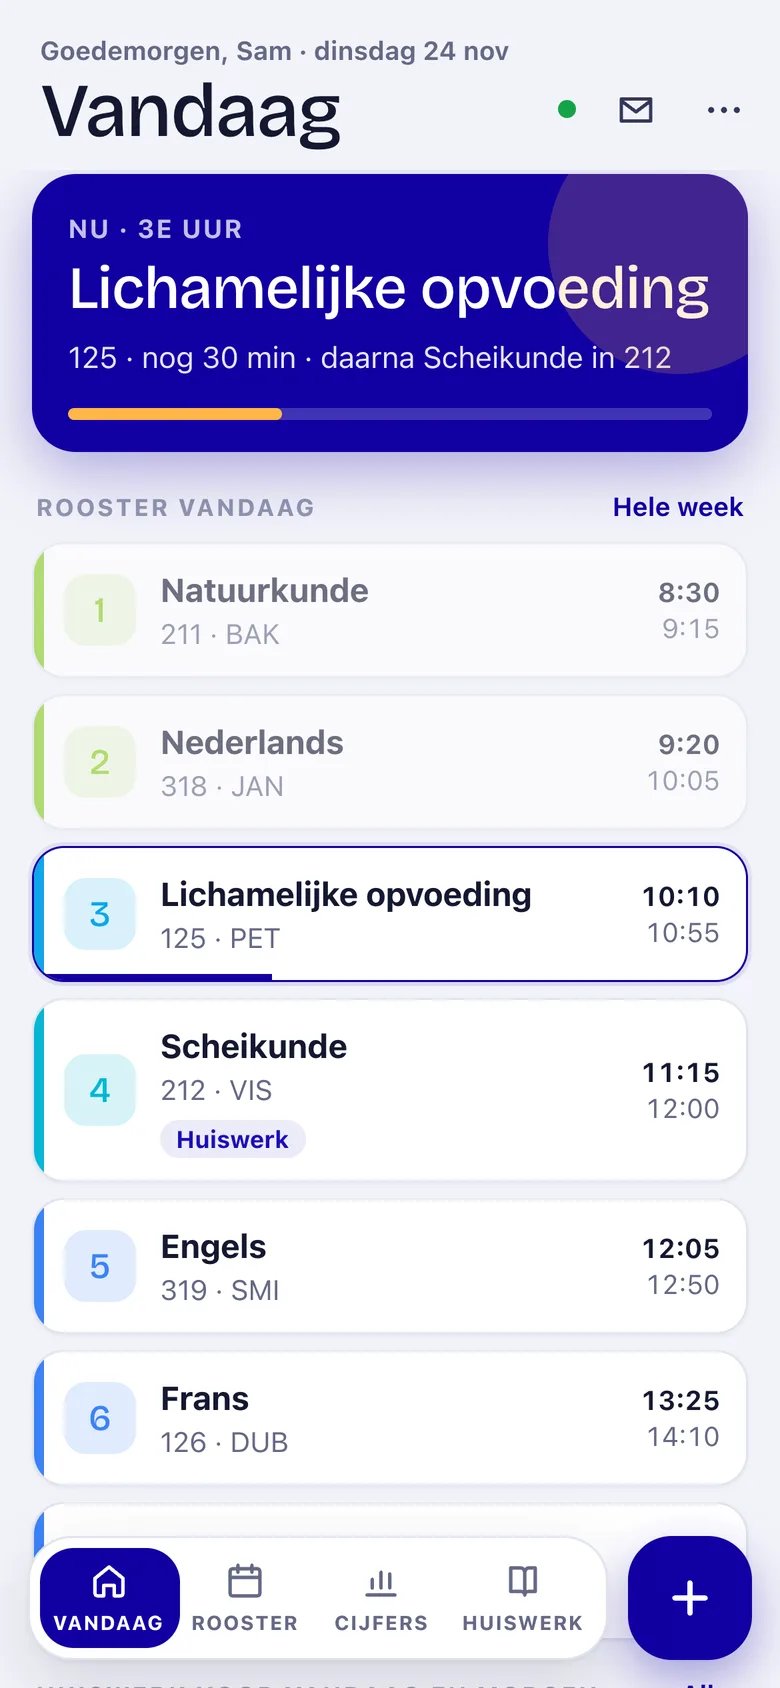 Goedemorgen, Sam · dinsdag 24 nov
Vandaag
NU · 3E UUR
Lichamelijke opvoeding
125 · nog 30 min · daarna Scheikunde in 212
ROOSTER VANDAAG
Hele week
1
Natuurkunde
211 · BAK
8:30
9:15
2
Nederlands
318 · JAN
9:20
10:05
3
Lichamelijke opvoeding
125 · PET
10:10
10:55
4
Scheikunde
212 · VIS
Huiswerk
11:15
12:00
5
Engels
319 · SMI
12:05
12:50
6
Frans
126 · DUB
13:25
14:10
VANDAAG
ROOSTER
CIJFERS
HUISWERK